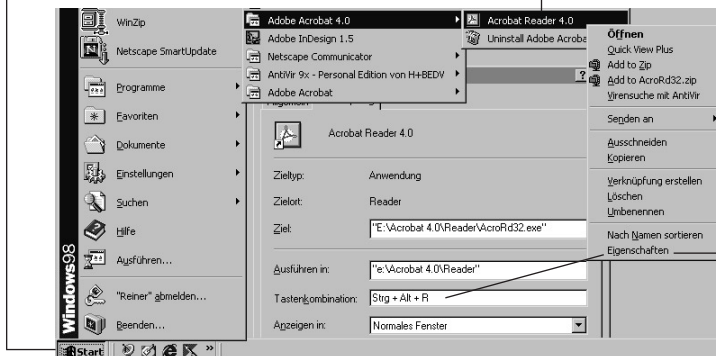 WinZip
Netscape SmartUpdate
Programme
Favoriten
Dokumente
Einstellungen
Suchen
Hilfe
Ausführen...
"Reiner" abmelden...
Beenden...
Windows98
Start
Adobe Acrobat 4.0
Adobe InDesign 1.5
Netscape Communicator
AntiVir 9x - Personal Edition von H+BEDV
Adobe Acrobat
Acrobat Reader 4.0
Uninstall Adobe Acroba
?
Acrobat Reader 4.0
Zieltyp: Anwendung
Zielort: Reader
Ziel: "E:\Acrobat 4.0\Reader\AcroRd32.exe"
Ausführen in: "e:\Acrobat 4.0\Reader"
Tastenkombination: Strg + Alt + R
Anzeigen in: Normales Fenster
Öffnen
Quick View Plus
Add to Zip
Add to AcroRd32.zip
Virensuche mit AntiVir
Senden an
Ausschneiden
Kopieren
Verknüpfung erstellen
Löschen
Umbenennen
Nach Namen sortieren
Eigenschaften